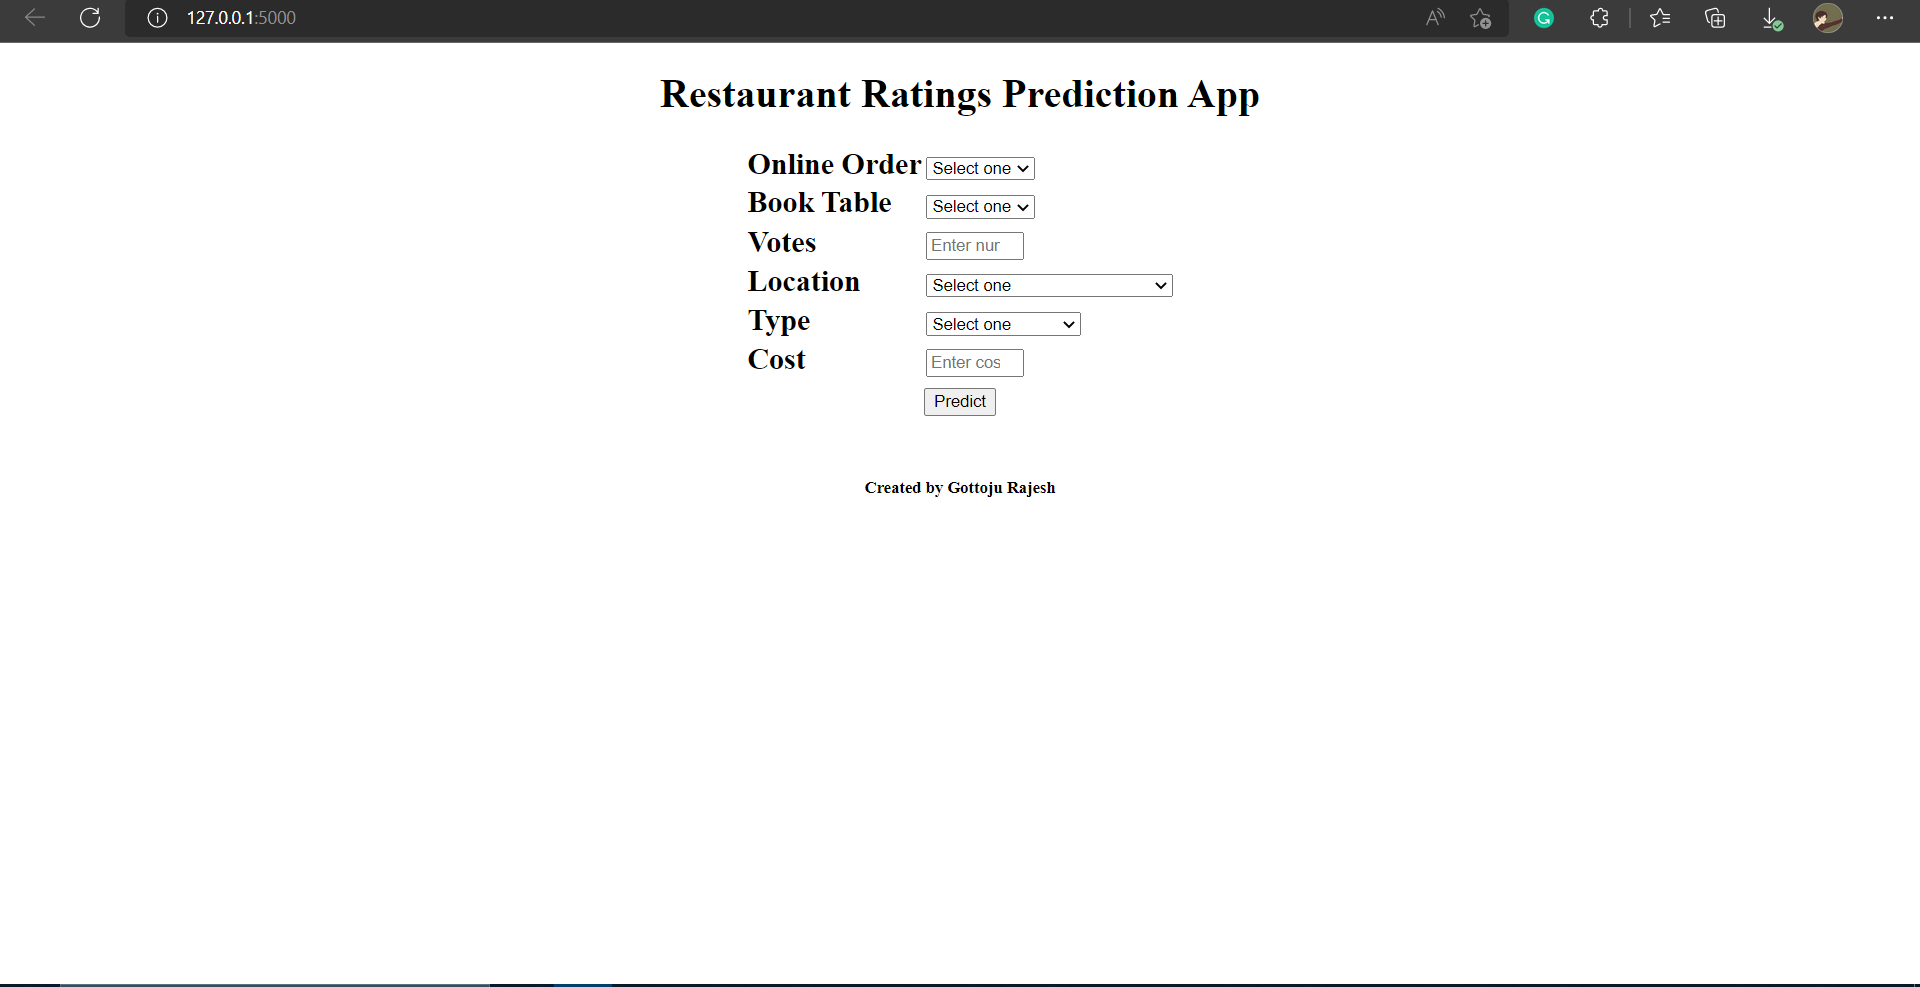 127.0.0.1:5000
Restaurant Ratings Prediction App
Online Order Select one
Book Table Select one
Votes Enter nur
Location Select one
Type Select one
Cost Enter cos
Predict
Created by Gottoju Rajesh